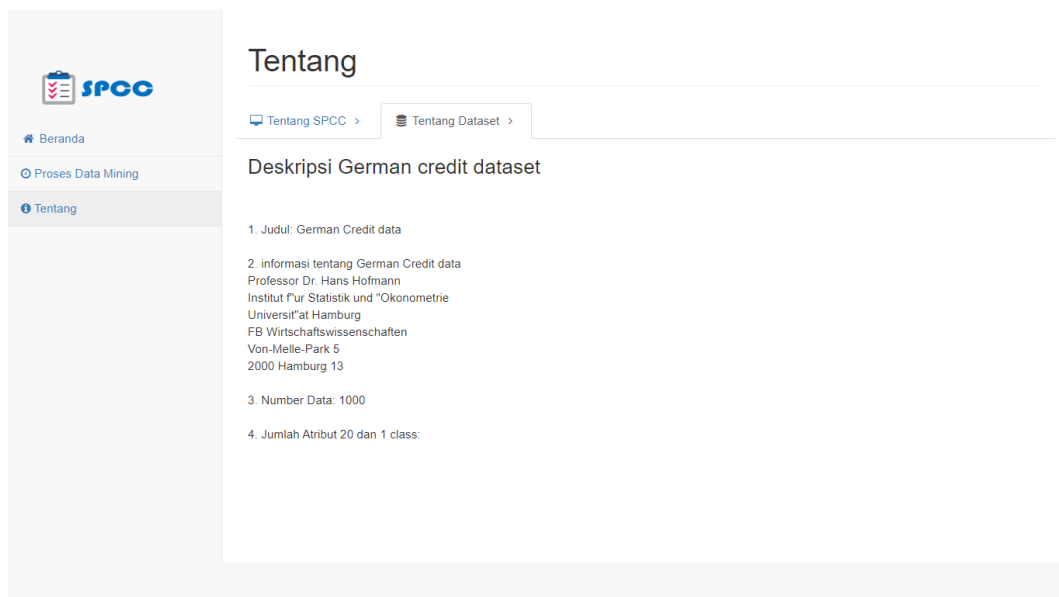 SPCC
Beranda
Proses Data Mining
Tentang
Tentang
Tentang SPCC >
Tentang Dataset >
Deskripsi German credit dataset
1. Judul: German Credit data
2. informasi tentang German Credit data
Professor Dr. Hans Hofmann
Institut f"ur Statistik und "Okonometrie
Universit"at Hamburg
FB Wirtschaftswissenschaften
Von-Melle-Park 5
2000 Hamburg 13
3. Number Data: 1000
4. Jumlah Atribut 20 dan 1 class: